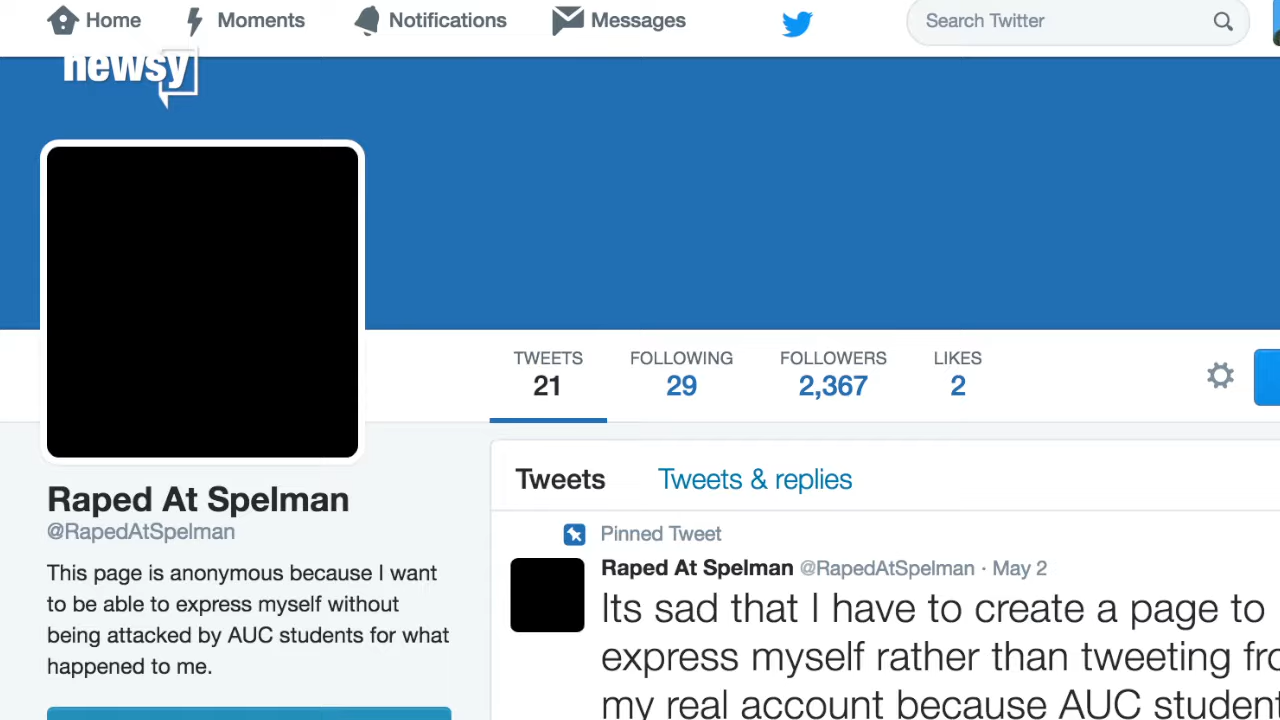 Home Moments Notifications Messages Search Twitter
newsy
TWEETS FOLLOWING FOLLOWERS LIKES
21 29 2,367 2
Raped At Spelman
@RapedAtSpelman
This page is anonymous because I want
to be able to express myself without
being attacked by AUC students for what
happened to me.
Tweets Tweets & replies
Pinned Tweet
Raped At Spelman @RapedAtSpelman · May 2
Its sad that I have to create a page to
express myself rather than tweeting fro
my real account because AUC student